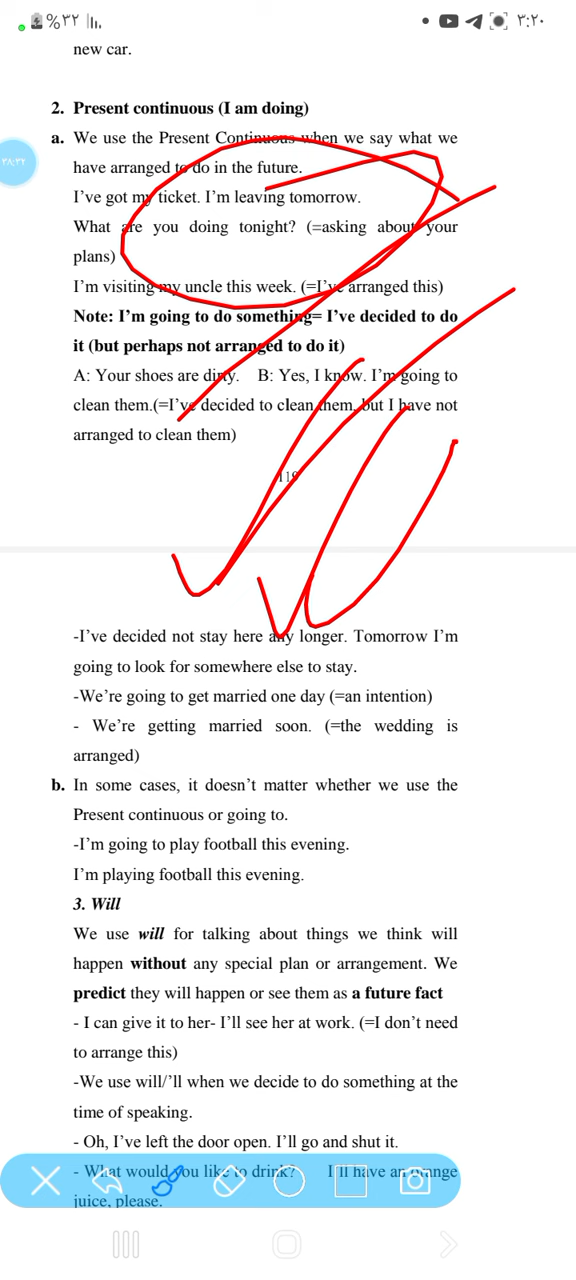 %۳۲
۳:۲۰
new car.
2. Present continuous (I am doing)
a. We use the Present Continuous when we say what we
۲۸:۲۲
have arranged to do in the future.
I've got my ticket. I'm leaving tomorrow.
What are you doing tonight? (=asking about your
plans)
I'm visiting my uncle this week. (=I've arranged this)
Note: I'm going to do something= I've decided to do
it (but perhaps not arranged to do it)
A: Your shoes are dirty. B: Yes, I know. I'm going to
clean them.(=I've decided to clean them, but I have not
arranged to clean them)
-I've decided not stay here any longer. Tomorrow I'm
going to look for somewhere else to stay.
-We're going to get married one day (=an intention)
- We're getting married soon. (=the wedding is
arranged)
b. In some cases, it doesn't matter whether we use the
Present continuous or going to.
-I'm going to play football this evening.
I'm playing football this evening.
3. Will
We use will for talking about things we think will
happen without any special plan or arrangement. We
predict they will happen or see them as a future fact
- I can give it to her- I'll see her at work. (=I don't need
to arrange this)
-We use will/'ll when we decide to do something at the
time of speaking.
- Oh, I've left the door open. I'll go and shut it.
- What would you like to drink? I'll have an orange
juice, please.